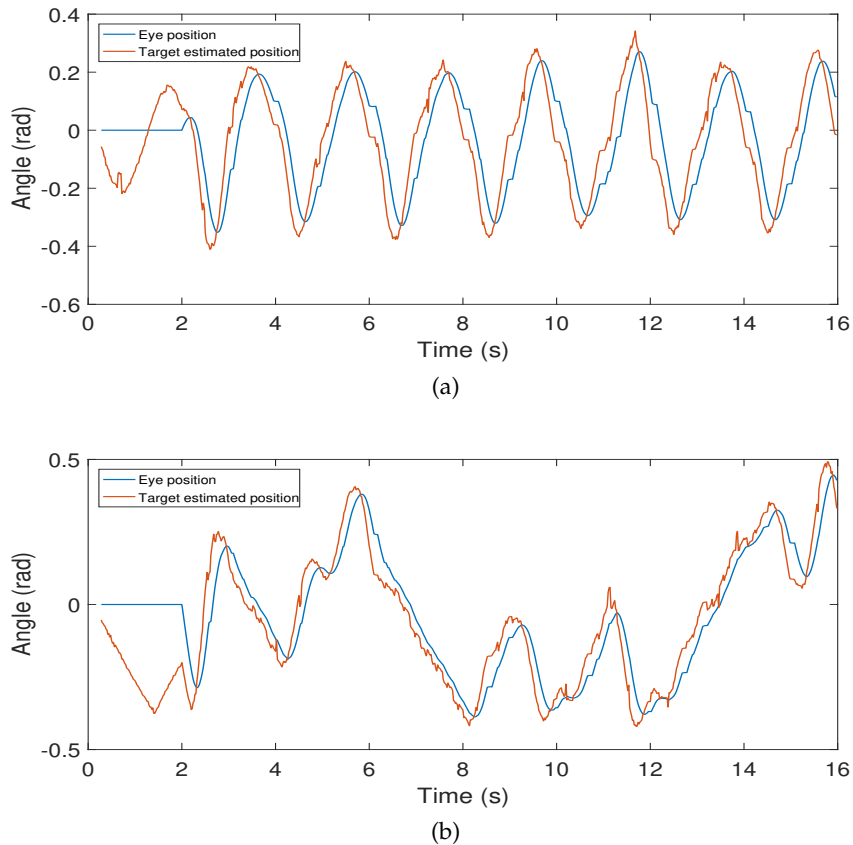 0.4
0.2
0
-0.2
-0.4
-0.6
Angle (rad)
Eye position
Target estimated position
0 2 4 6 8 10 12 14 16
Time (s)
(a)
0.5
0
-0.5
Angle (rad)
Eye position
Target estimated position
0 2 4 6 8 10 12 14 16
Time (s)
(b)